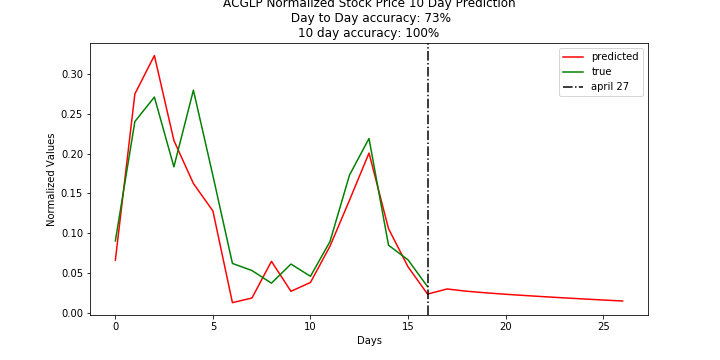 ACGLP Normalized Stock Price 10 Day Prediction
Day to Day accuracy: 73%
10 day accuracy: 100%
predicted
true
april 27
Normalized Values
0.30
0.25
0.20
0.15
0.10
0.05
0.00
0 5 10 15 20 25
Days